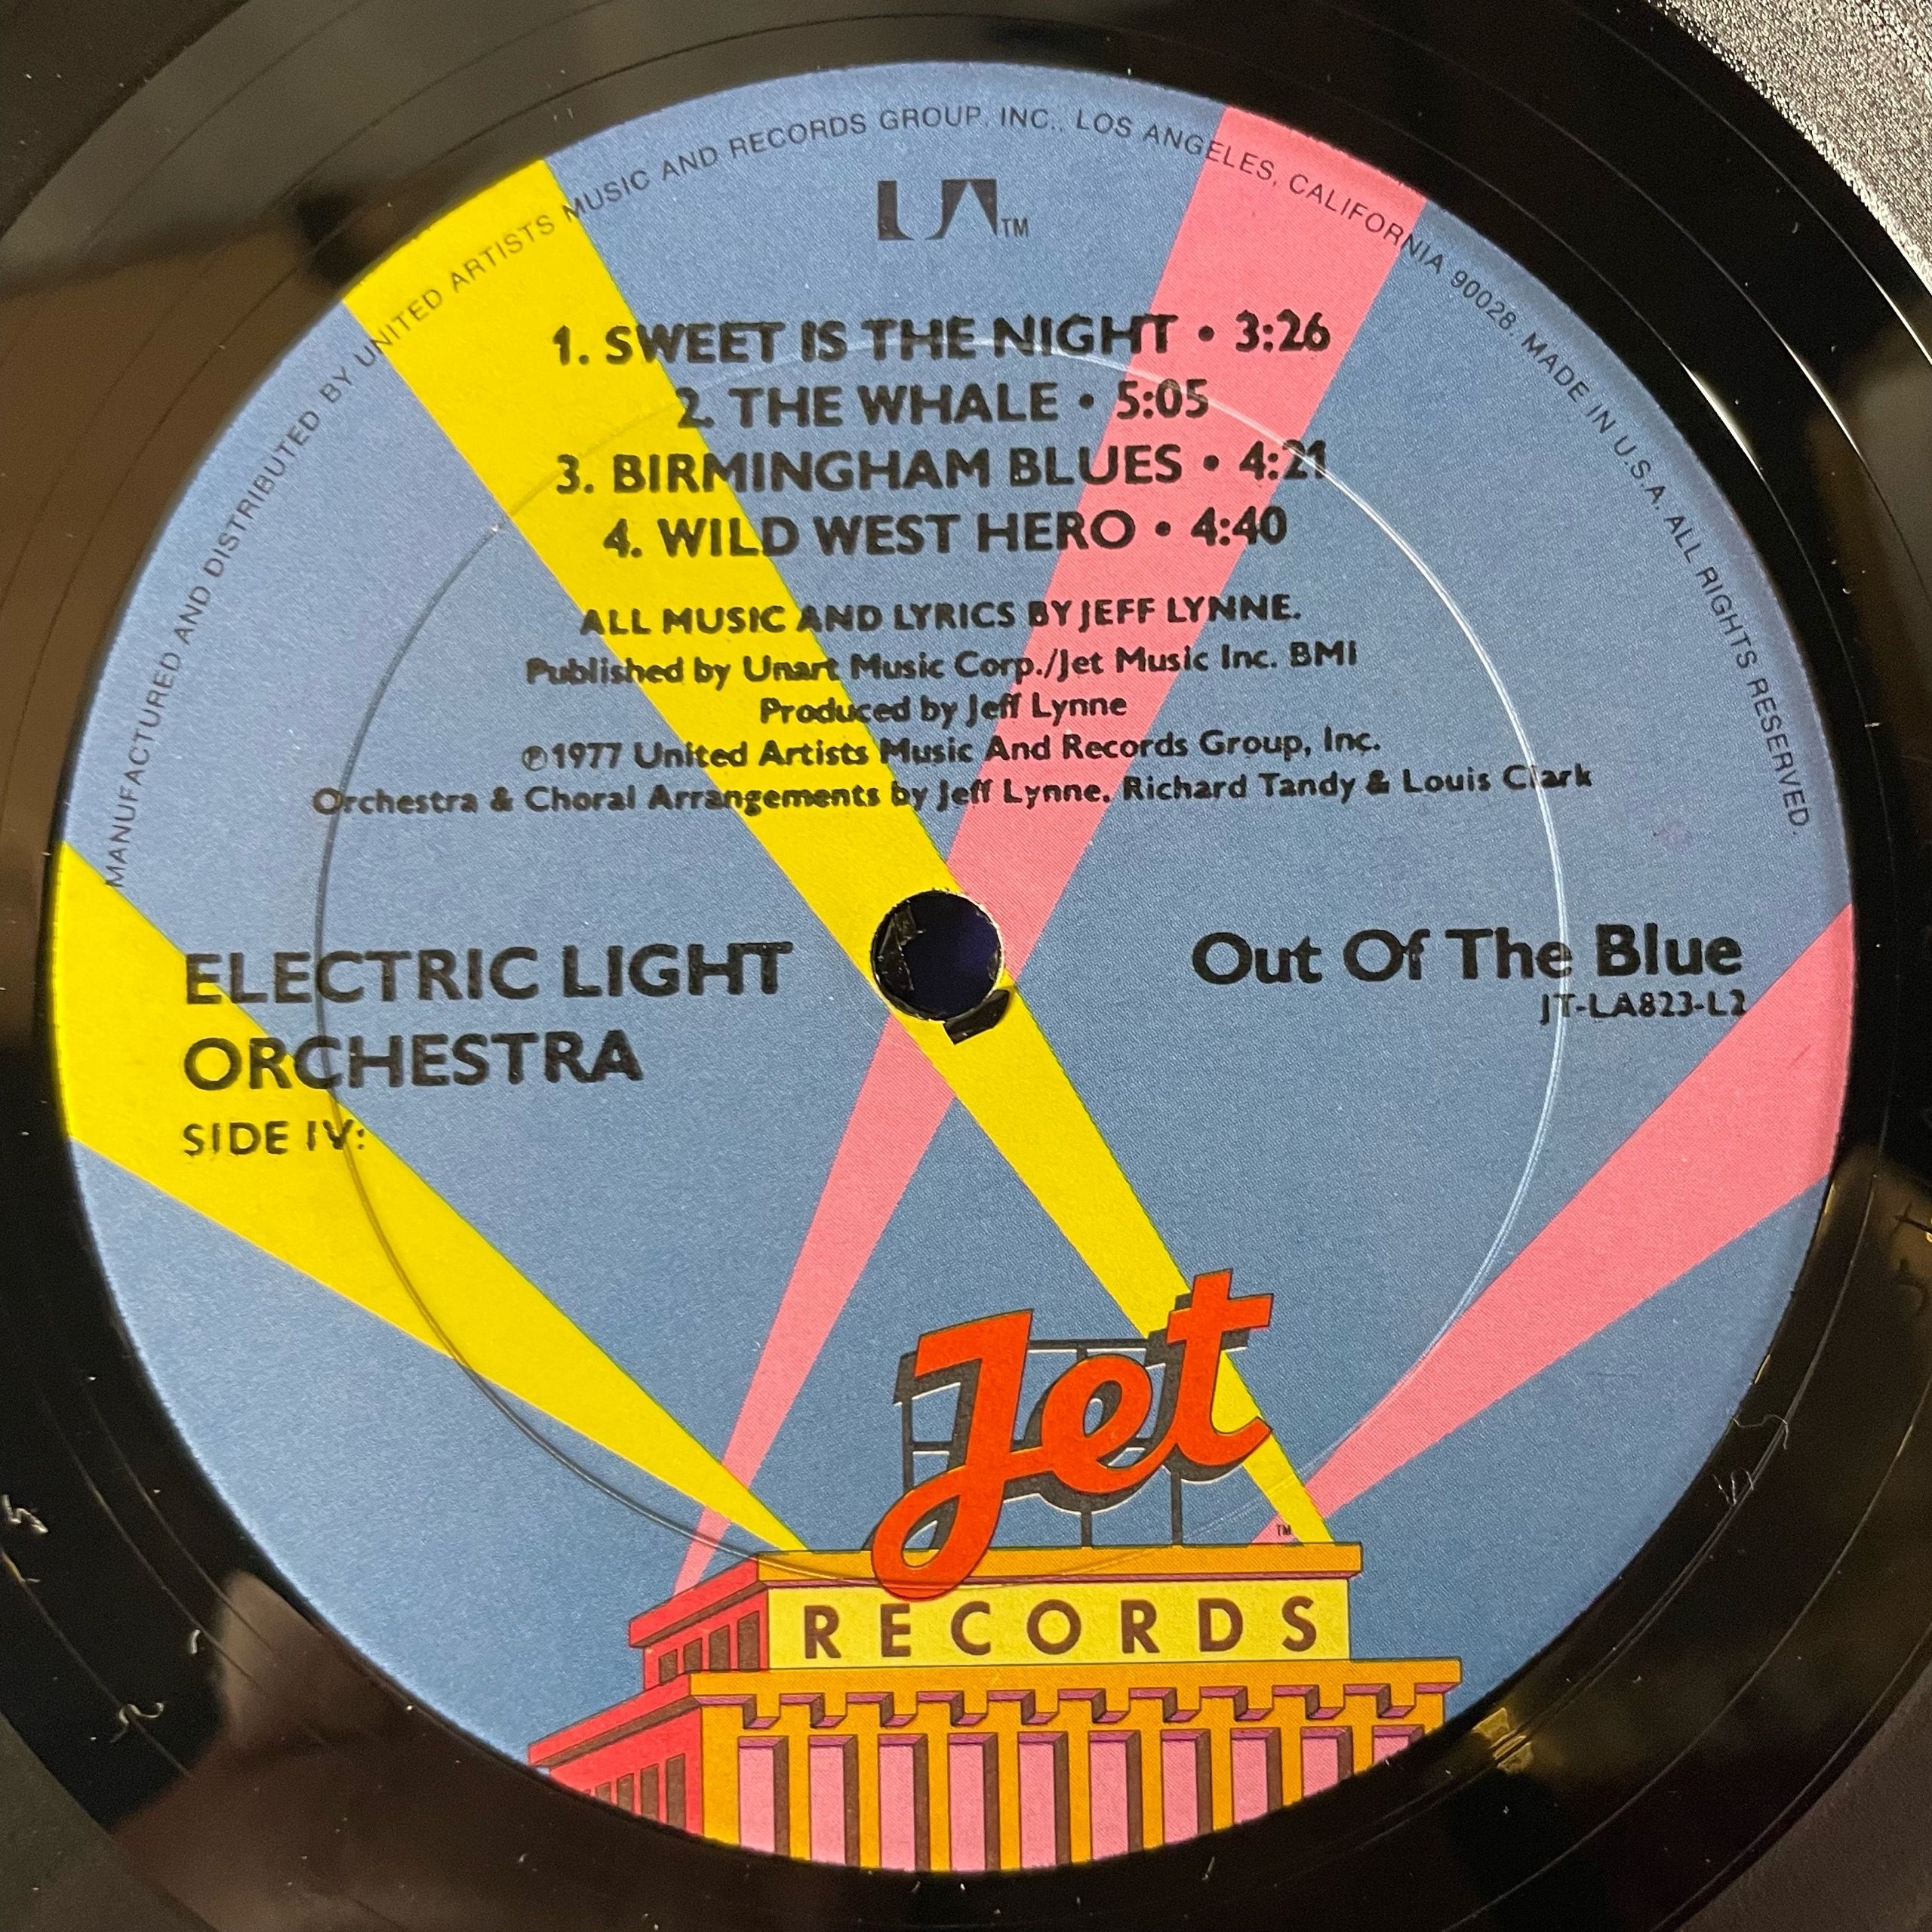 MANUFACTURED AND DISTRIBUTED BY UNITED ARTISTS MUSIC AND RECORDS GROUP, INC., LOS ANGELES, CALIFORNIA 90028. MADE IN U.S.A. ALL RIGHTS RESERVED.
UA TM
1. SWEET IS THE NIGHT • 3:26
2. THE WHALE • 5:05
3. BIRMINGHAM BLUES • 4:21
4. WILD WEST HERO • 4:40
ALL MUSIC AND LYRICS BY JEFF LYNNE.
Published by Unart Music Corp./Jet Music Inc. BMI
Produced by Jeff Lynne
℗1977 United Artists Music And Records Group, Inc.
Orchestra & Choral Arrangements by Jeff Lynne, Richard Tandy & Louis Clark
ELECTRIC LIGHT
ORCHESTRA
SIDE IV:
Out Of The Blue
JT-LA823-L2
Jet
TM
RECORDS